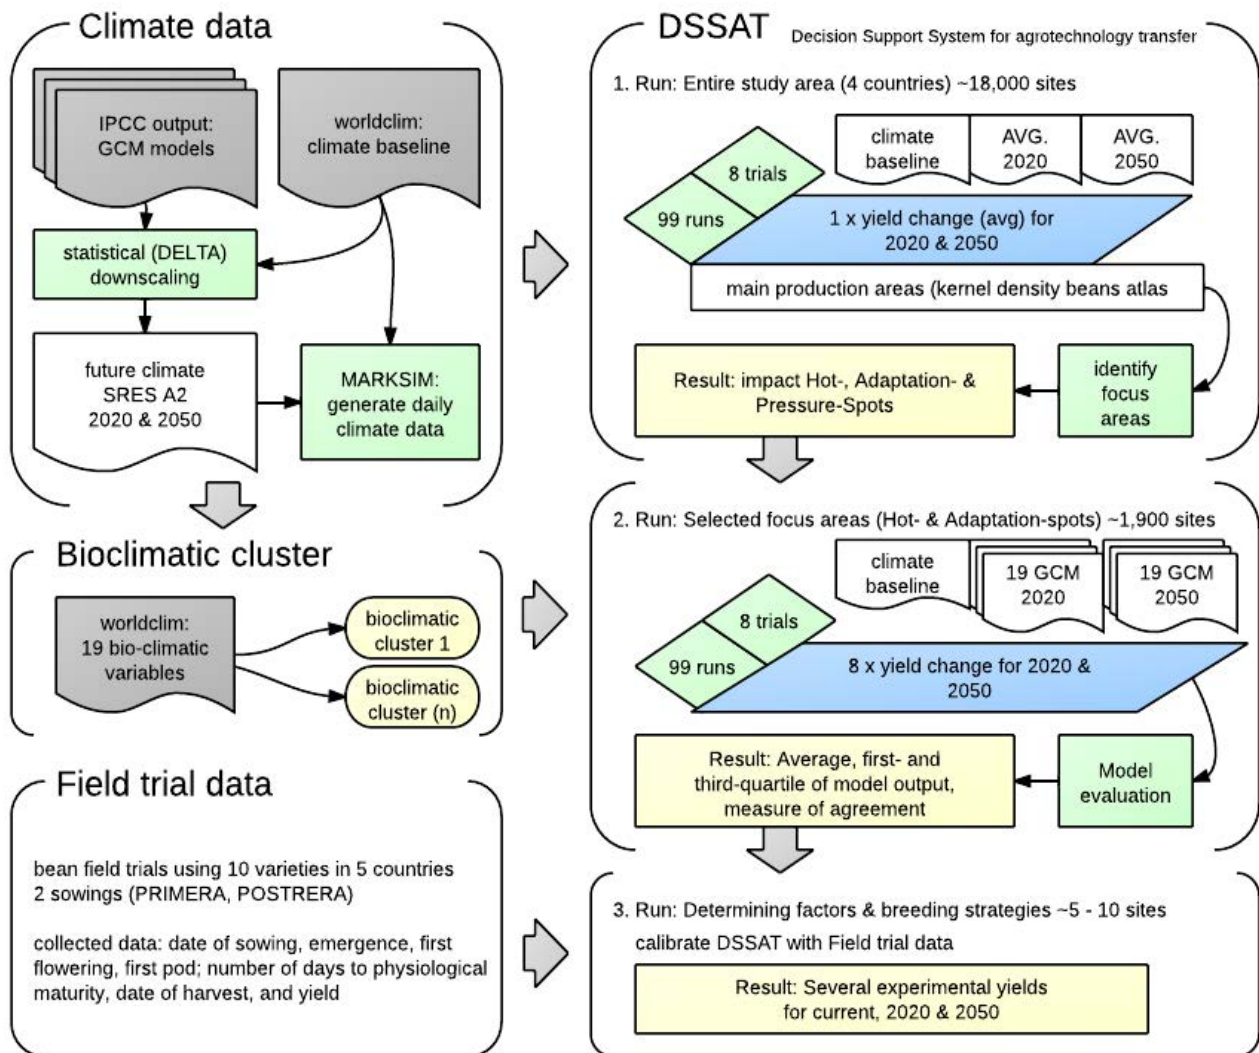 Climate data
IPCC output:
GCM models
worldclim:
climate baseline
statistical (DELTA)
downscaling
future climate
SRES A2
2020 & 2050
MARKSIM:
generate daily
climate data
Bioclimatic cluster
worldclim:
19 bio-climatic
variables
bioclimatic
cluster 1
bioclimatic
cluster (n)
Field trial data
bean field trials using 10 varieties in 5 countries
2 sowings (PRIMERA, POSTRERA)
collected data: date of sowing, emergence, first
flowering, first pod; number of days to physiological
maturity, date of harvest, and yield
DSSAT Decision Support System for agrotechnology transfer
1. Run: Entire study area (4 countries) ~18,000 sites
climate
baseline
AVG.
2020
AVG.
2050
8 trials
99 runs
1 x yield change (avg) for
2020 & 2050
main production areas (kernel density beans atlas
Result: impact Hot-, Adaptation- &
Pressure-Spots
identify
focus
areas
2. Run: Selected focus areas (Hot- & Adaptation-spots) ~1,900 sites
climate
baseline
19 GCM
2020
19 GCM
2050
8 trials
99 runs
8 x yield change for 2020 &
2050
Result: Average, first- and
third-quartile of model output,
measure of agreement
Model
evaluation
3. Run: Determining factors & breeding strategies ~5 - 10 sites
calibrate DSSAT with Field trial data
Result: Several experimental yields
for current, 2020 & 2050